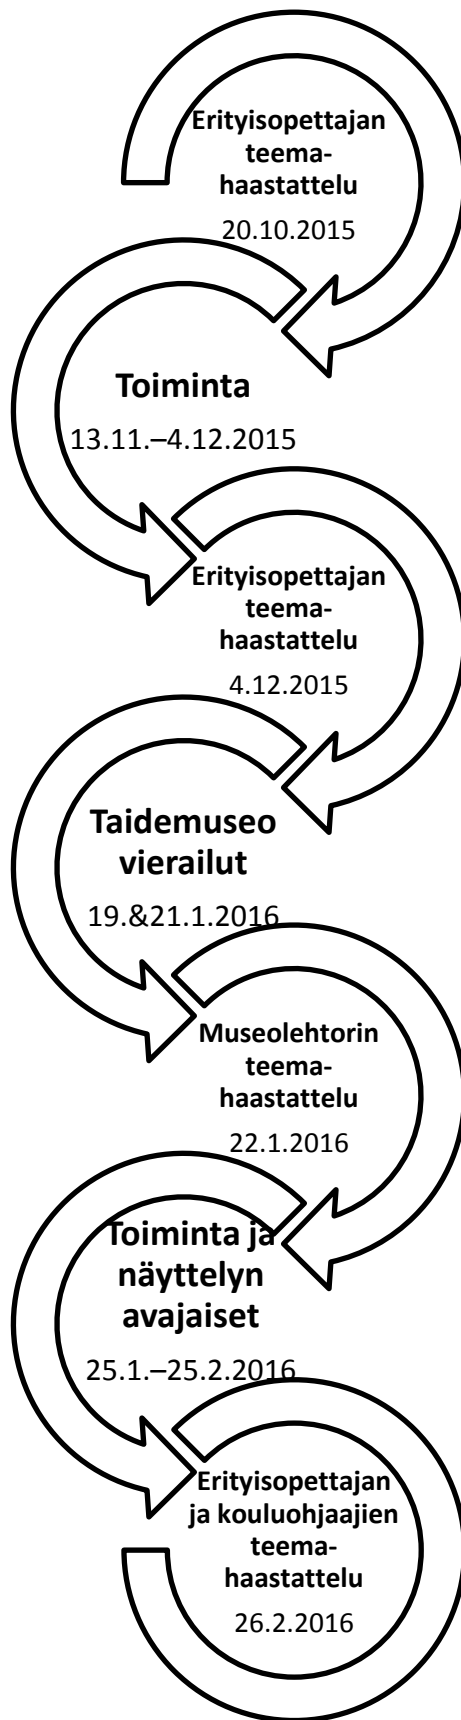 Erityisopettajan
teema-
haastattelu
20.10.2015
Toiminta
13.11.–4.12.2015
Erityisopettajan
teema-
haastattelu
4.12.2015
Taidemuseo
vierailut
19.&21.1.2016
Museolehtorin
teema-
haastattelu
22.1.2016
Toiminta ja
näyttelyn
avajaiset
25.1.–25.2.2016
Erityisopettajan
ja kouluohjaajien
teema-
haastattelu
26.2.2016